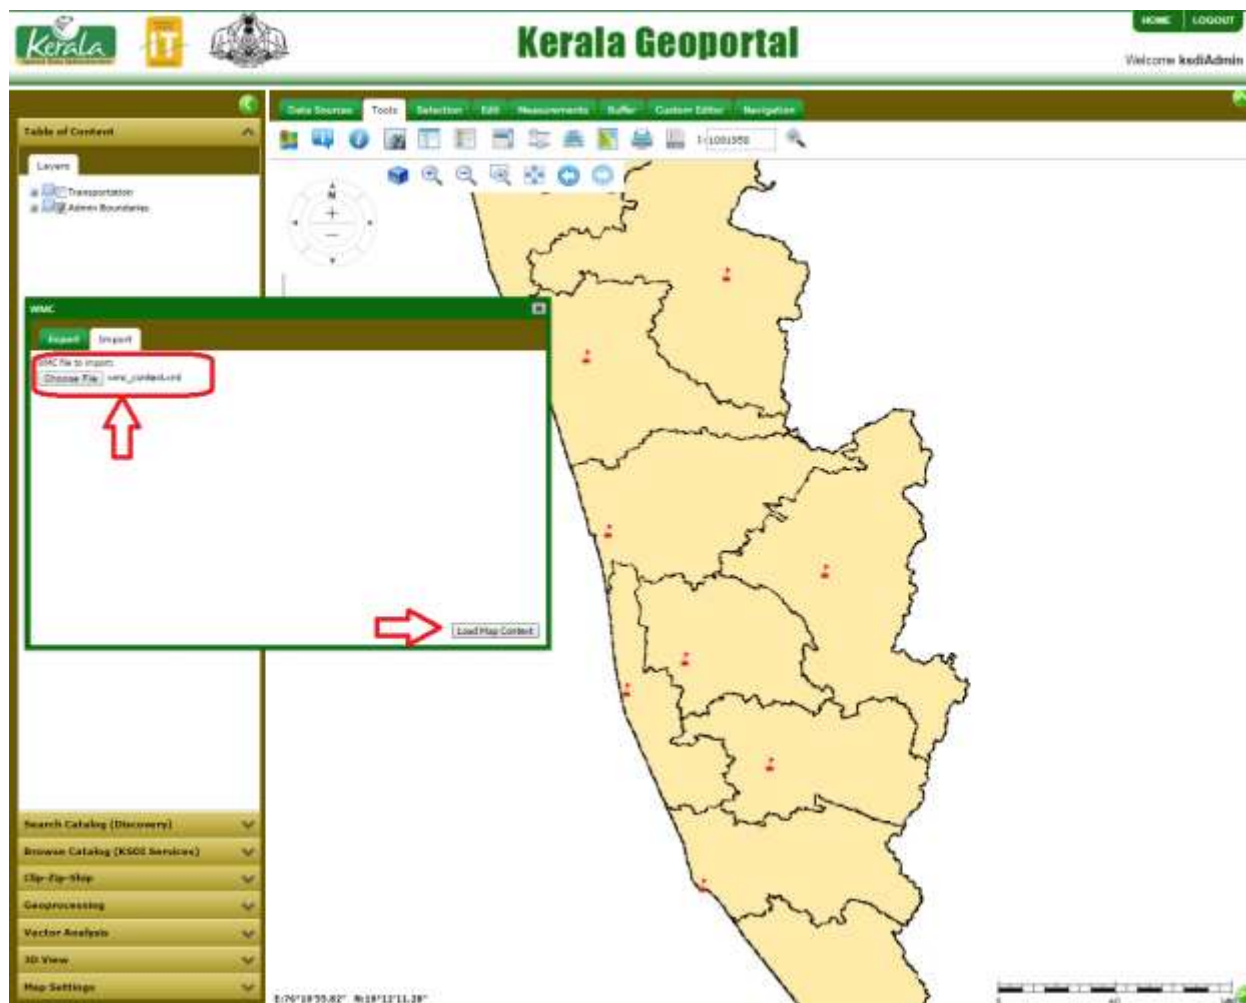 Kerala
IT
Kerala Geoportal
HOME LOGOUT
Welcome ksdiAdmin
Data Sources Tools Selection Edit Measurements Buffer Custom Editor Navigation
Table of Content
Layers
Transportation
Admin Boundaries
WMC
Export Import
WMC file to import:
Choose File wmc_context.xml
Load Map Context
Search Catalog (Discovery)
Browse Catalog (KSDI Services)
Clip-Zip-Ship
Geoprocessing
Vector Analysis
3D View
Map Settings
N